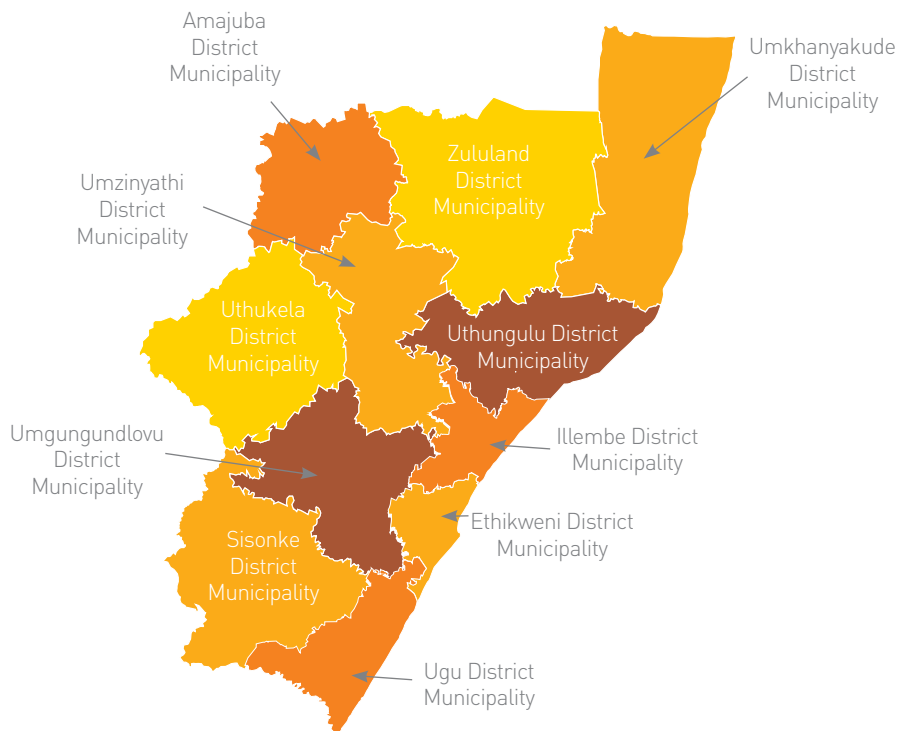 Amajuba
District
Municipality
Umkhanyakude
District
Municipality
Zululand
District
Municipality
Umzinyathi
District
Municipality
Uthukela
District
Municipality
Uthungulu District
Municipality
Umgungundlovu
District
Municipality
Illembe District
Municipality
Ethikweni District
Municipality
Sisonke
District
Municipality
Ugu District
Municipality